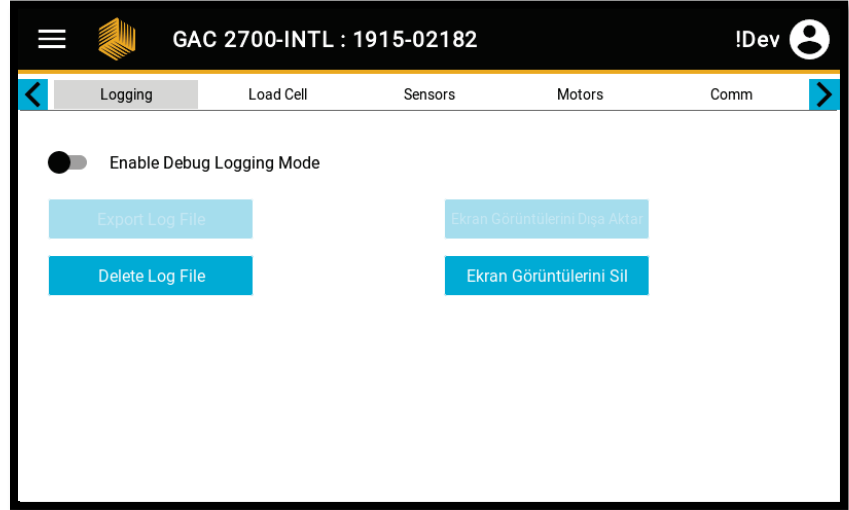 GAC 2700-INTL : 1915-02182
!Dev
Logging
Load Cell
Sensors
Motors
Comm
Enable Debug Logging Mode
Export Log File
Ekran Görüntülerini Dışa Aktar
Delete Log File
Ekran Görüntülerini Sil